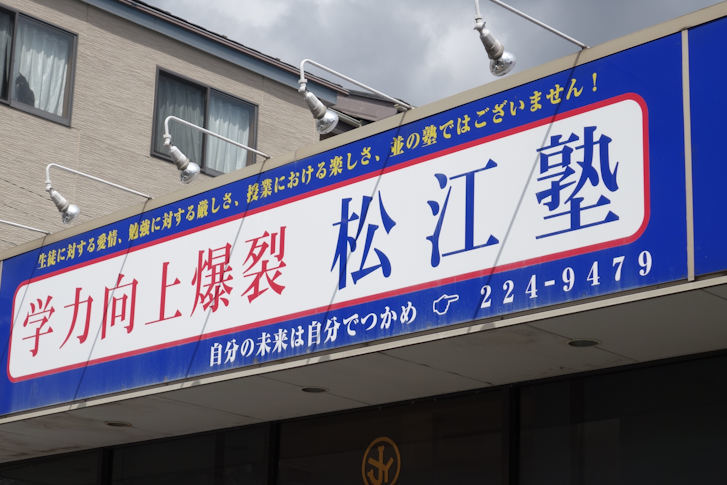 生徒に対する愛情、勉強に対する厳しさ、授業における楽しさ、並の塾ではございません!
学力向上爆裂 松江塾
自分の未来は自分でつかめ ☞ 224-9479